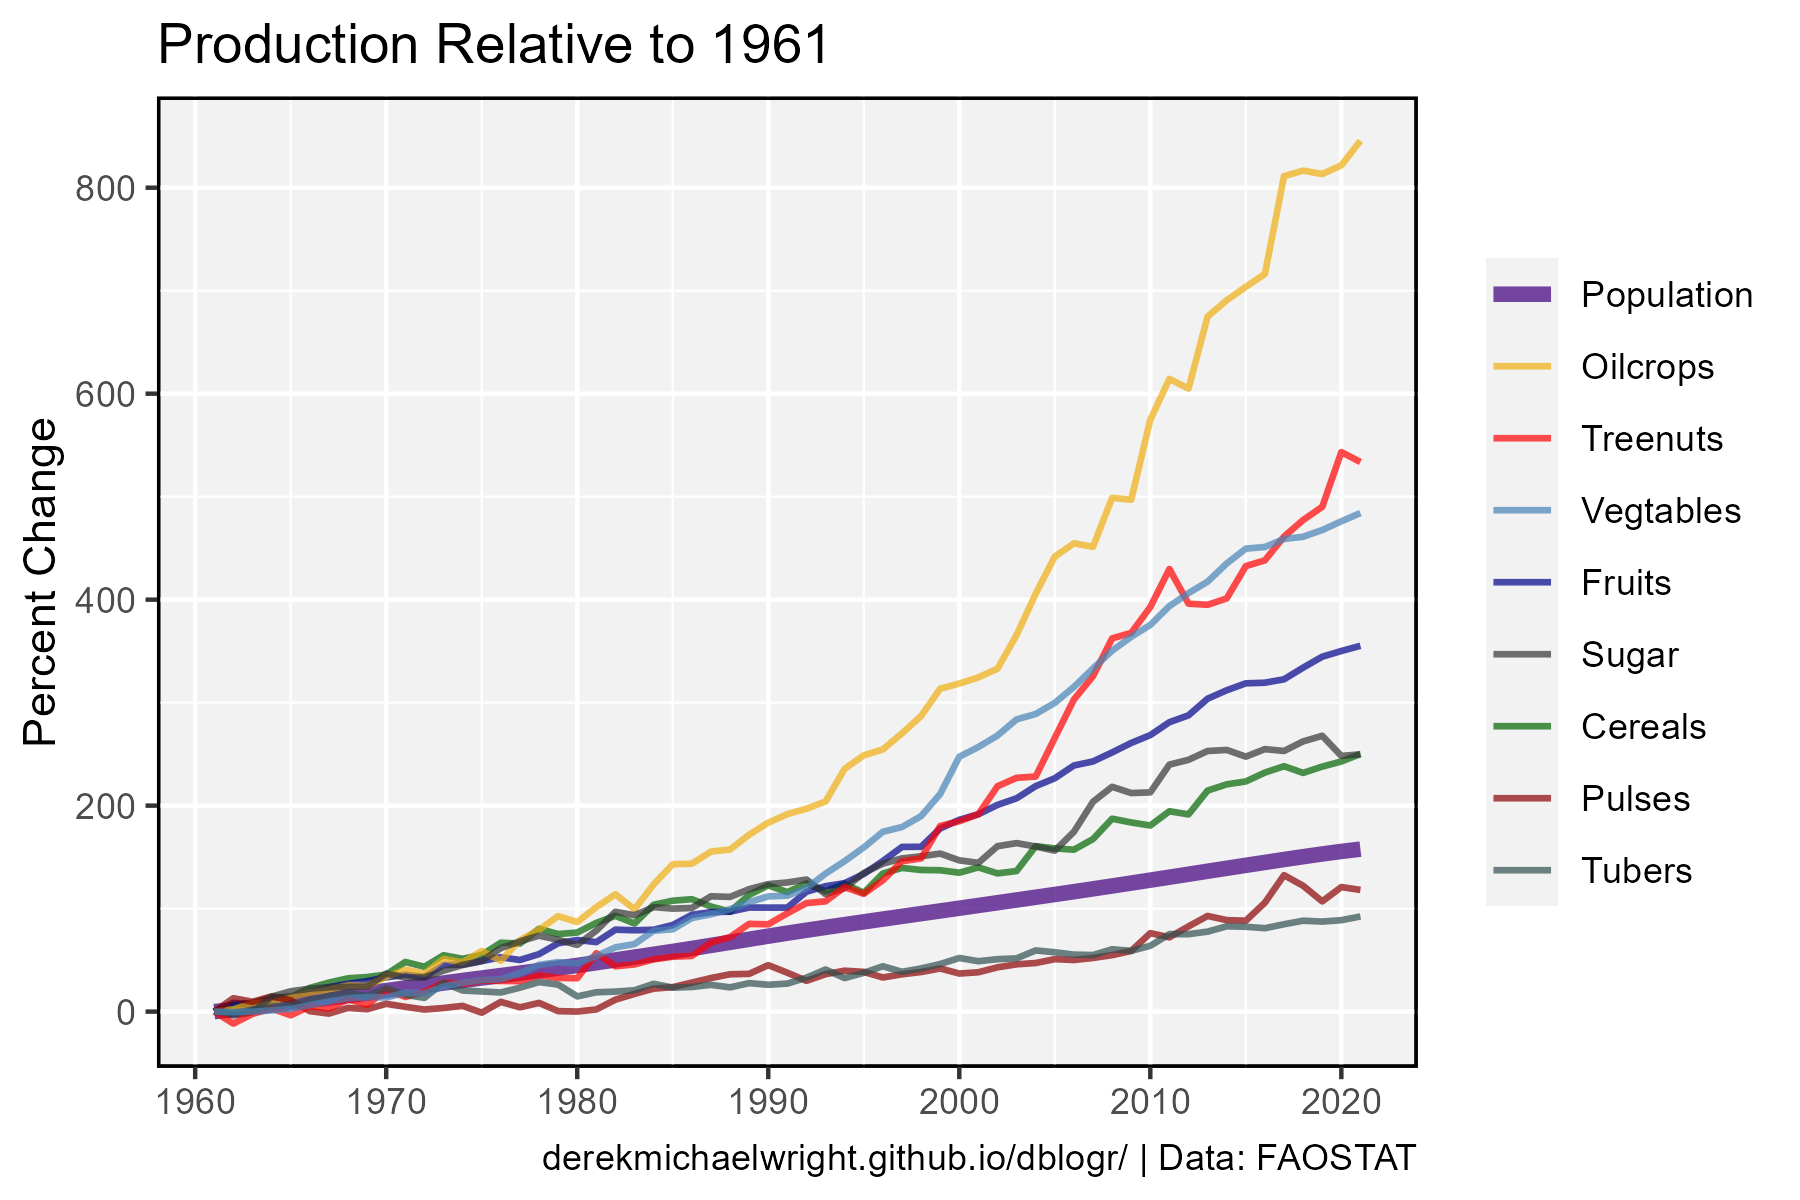 Production Relative to 1961
Percent Change
800
600
400
200
0
1960 1970 1980 1990 2000 2010 2020
Population
Oilcrops
Treenuts
Vegtables
Fruits
Sugar
Cereals
Pulses
Tubers
derekmichaelwright.github.io/dblogr/ | Data: FAOSTAT